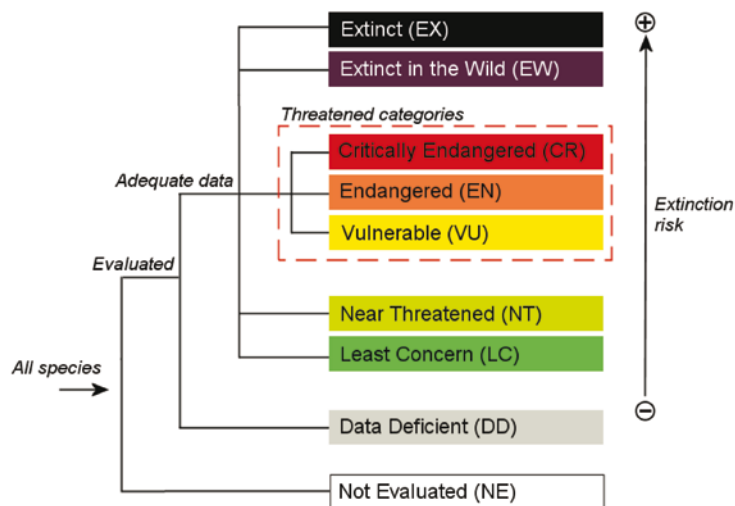 Extinct (EX)
Extinct in the Wild (EW)
Threatened categories
Critically Endangered (CR)
Adequate data
Endangered (EN)
Extinction
risk
Vulnerable (VU)
Evaluated
Near Threatened (NT)
Least Concern (LC)
All species
Data Deficient (DD)
Not Evaluated (NE)